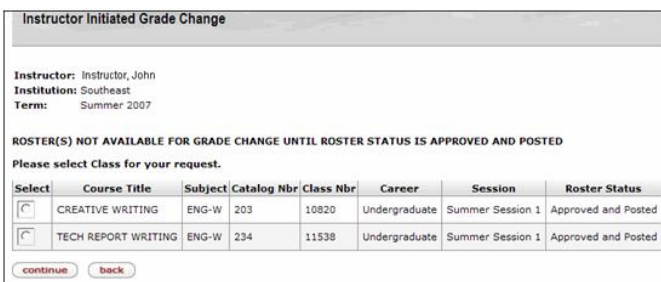 Instructor Initiated Grade Change
Instructor: Instructor, John
Institution: Southeast
Term: Summer 2007
ROSTER(S) NOT AVAILABLE FOR GRADE CHANGE UNTIL ROSTER STATUS IS APPROVED AND POSTED
Please select Class for your request.
Select Course Title Subject Catalog Nbr Class Nbr Career Session Roster Status
CREATIVE WRITING ENG-W 203 10820 Undergraduate Summer Session 1 Approved and Posted
TECH REPORT WRITING ENG-W 234 11538 Undergraduate Summer Session 1 Approved and Posted
continue back